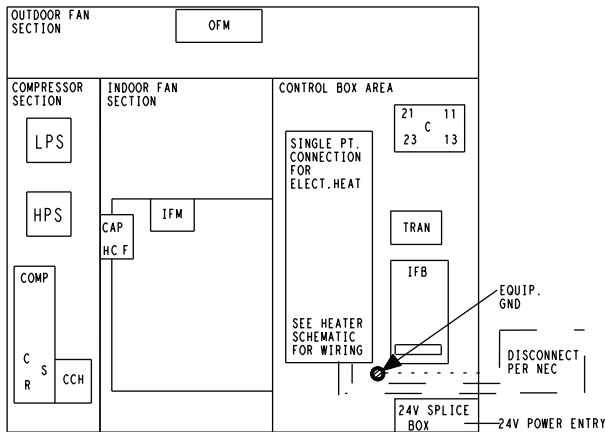 OUTDOOR FAN
SECTION
OFM
COMPRESSOR
SECTION
LPS
HPS
COMP
C
S
R
CCH
INDOOR FAN
SECTION
CAP
H C F
IFM
CONTROL BOX AREA
SINGLE PT.
CONNECTION
FOR
ELECT.HEAT
SEE HEATER
SCHEMATIC
FOR WIRING
21 11
C
23 13
TRAN
IFB
EQUIP.
GND
DISCONNECT
PER NEC
24V SPLICE
BOX
24V POWER ENTRY